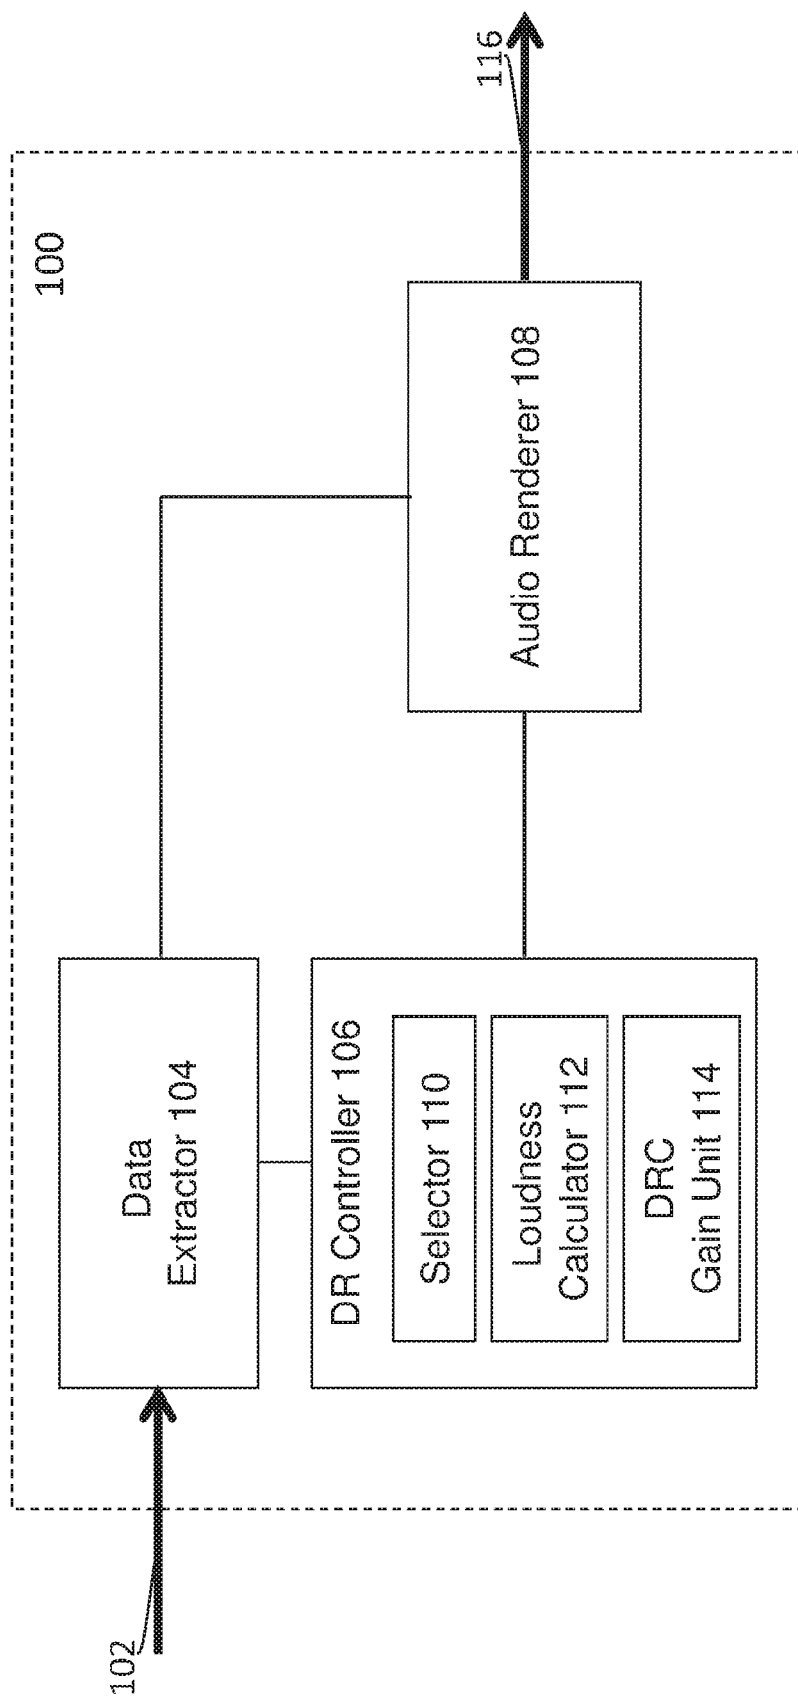 100
102
Data
Extractor 104
DR Controller 106
Selector 110
Loudness
Calculator 112
DRC
Gain Unit 114
Audio Renderer 108
116